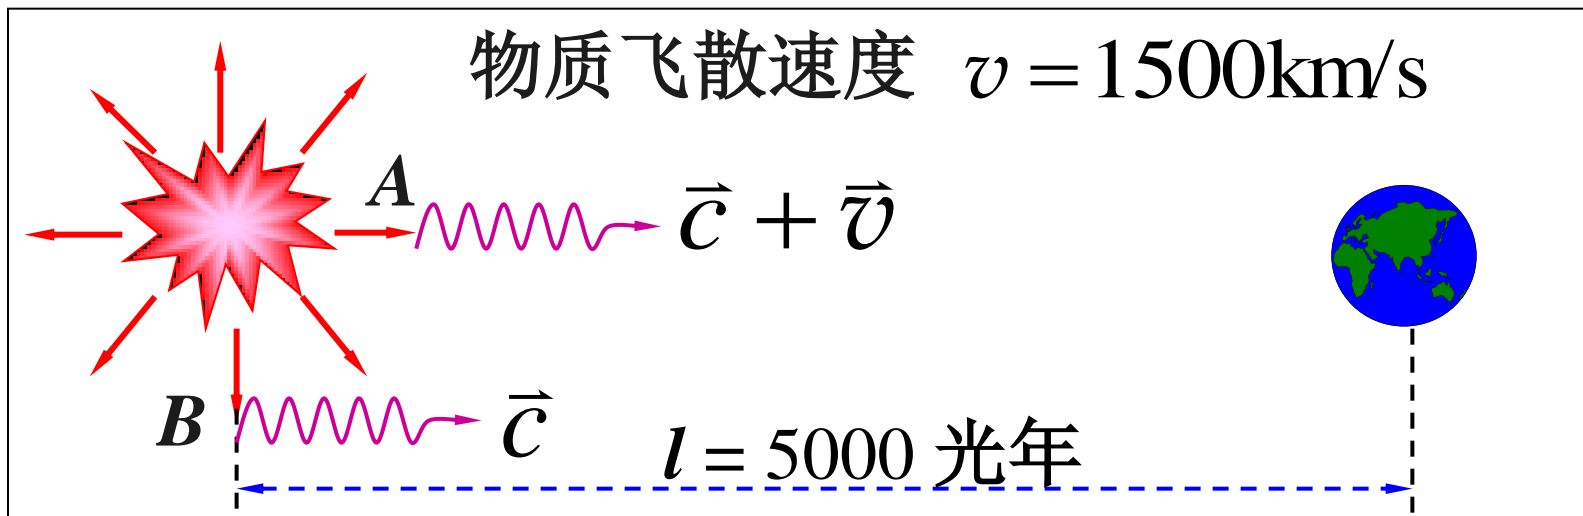 物质飞散速度 v = 1500km/s
A
c⃗ + v⃗
B
c⃗
l = 5000 光年